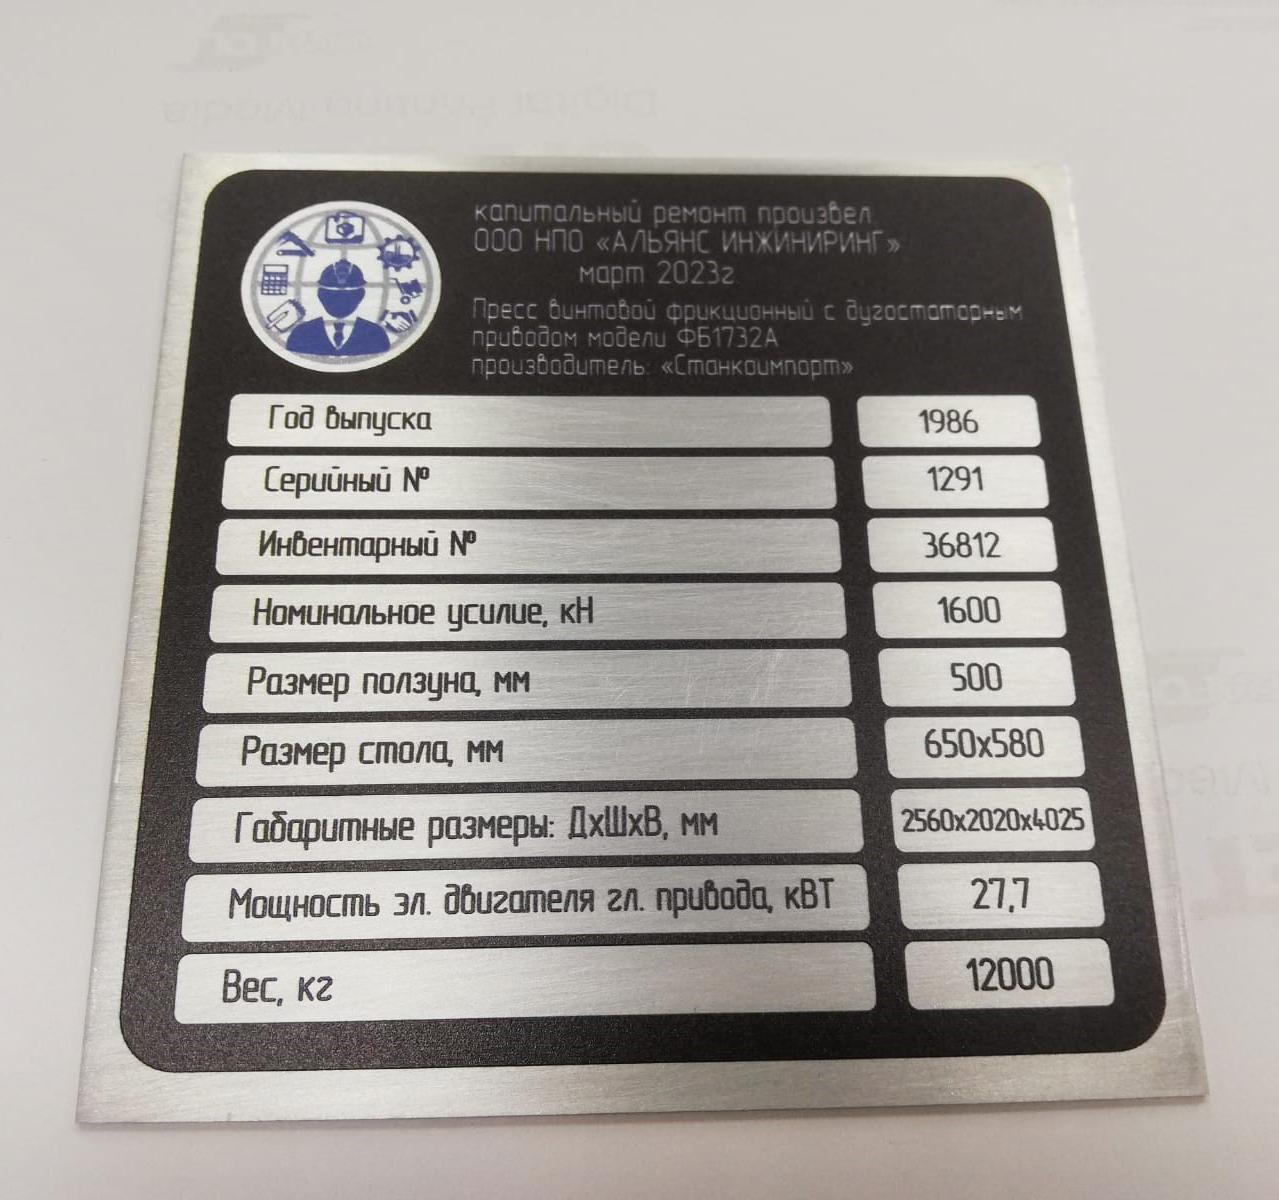 капитальный ремонт произвел
ООО НПО «АЛЬЯНС ИНЖИНИРИНГ»
март 2023г
Пресс винтовой фрикционный с дугостаторным
приводом модели ФБ1732А
производитель: «Станкоимпорт»
Год выпуска 1986
Серийный № 1291
Инвентарный № 36812
Номинальное усилие, кН 1600
Размер ползуна, мм 500
Размер стола, мм 650х580
Габаритные размеры: ДхШхВ, мм 2560х2020х4025
Мощность эл. двигателя гл. привода, кВТ 27,7
Вес, кг 12000